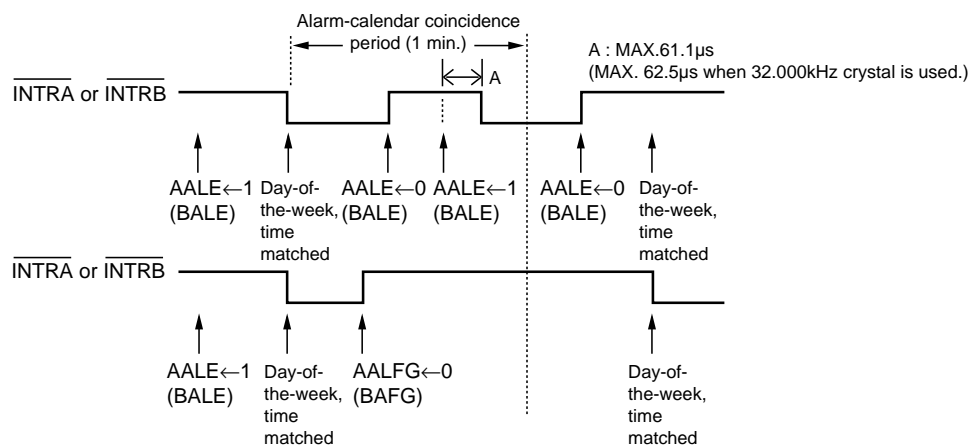 Alarm-calendar coincidence
period (1 min.)
A : MAX.61.1µs
(MAX. 62.5µs when 32.000kHz crystal is used.)
A
INTRA or INTRB
AALE←1
(BALE)
Day-of-
the-week,
time
matched
AALE←0
(BALE)
AALE←1
(BALE)
AALE←0
(BALE)
Day-of-
the-week,
time
matched
INTRA or INTRB
AALE←1
(BALE)
Day-of-
the-week,
time
matched
AALFG←0
(BAFG)
Day-of-
the-week,
time
matched